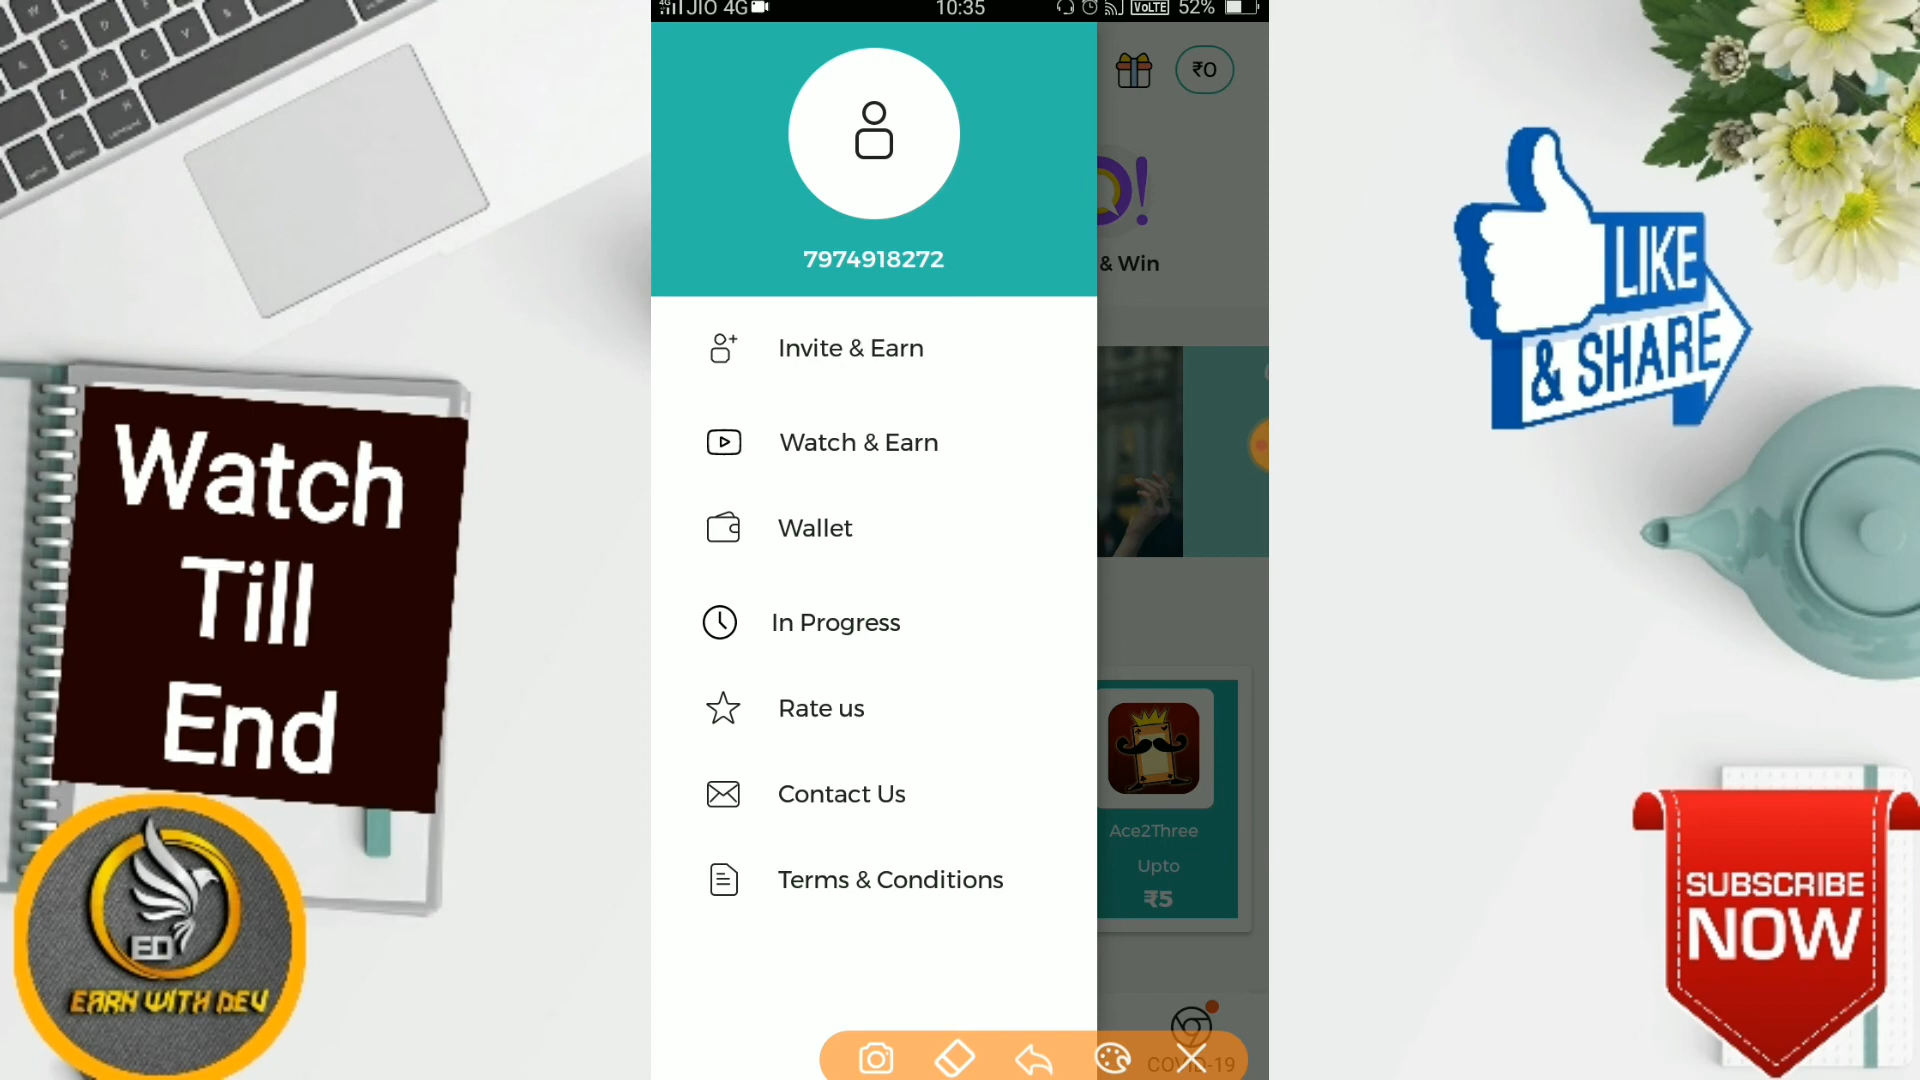 JIO 4G 10:35 VoLTE 52%
₹0
7974918272
& Win
Invite & Earn
Watch & Earn
Wallet
In Progress
Rate us
Contact Us
Terms & Conditions
Ace2Three
Upto
₹5
Watch
Till
End
ED
EARN WITH DEV
LIKE
& SHARE
SUBSCRIBE
NOW